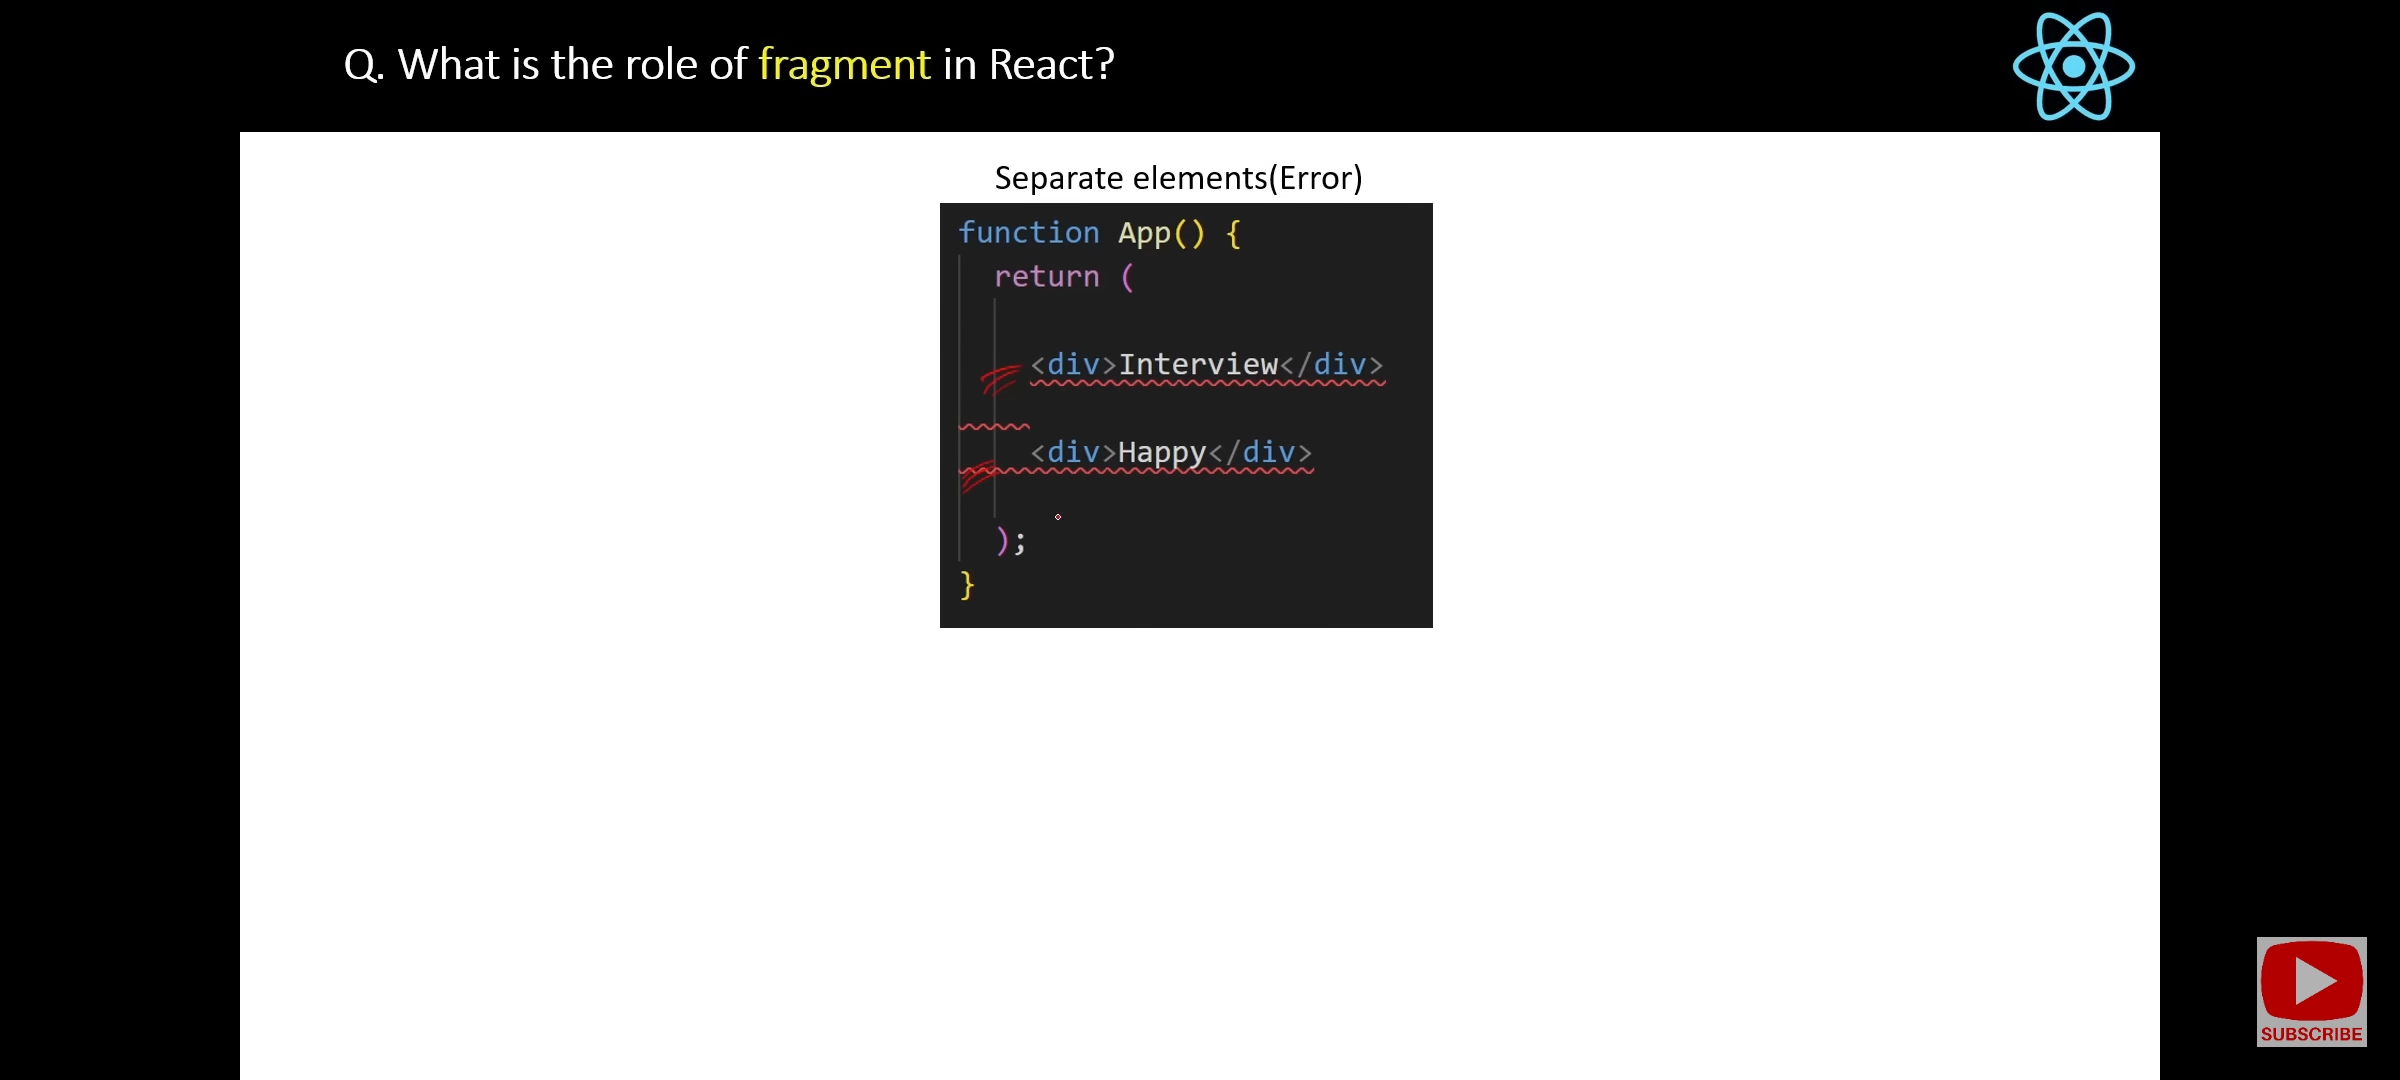 Q. What is the role of fragment in React?
Separate elements(Error)
function App() {
return (
<div>Interview</div>
<div>Happy</div>
);
}
SUBSCRIBE